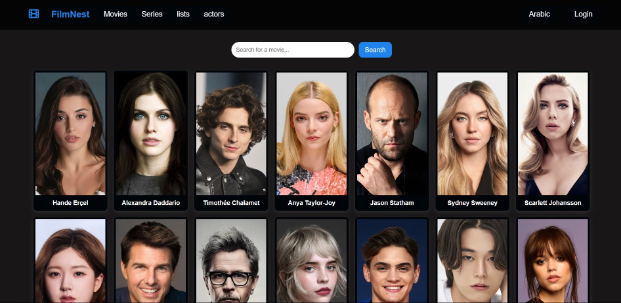 FilmNest Movies Series lists actors Arabic Login
Search for a movie... Search
Hande Erçel Alexandra Daddario Timothée Chalamet Anya Taylor-Joy Jason Statham Sydney Sweeney Scarlett Johansson